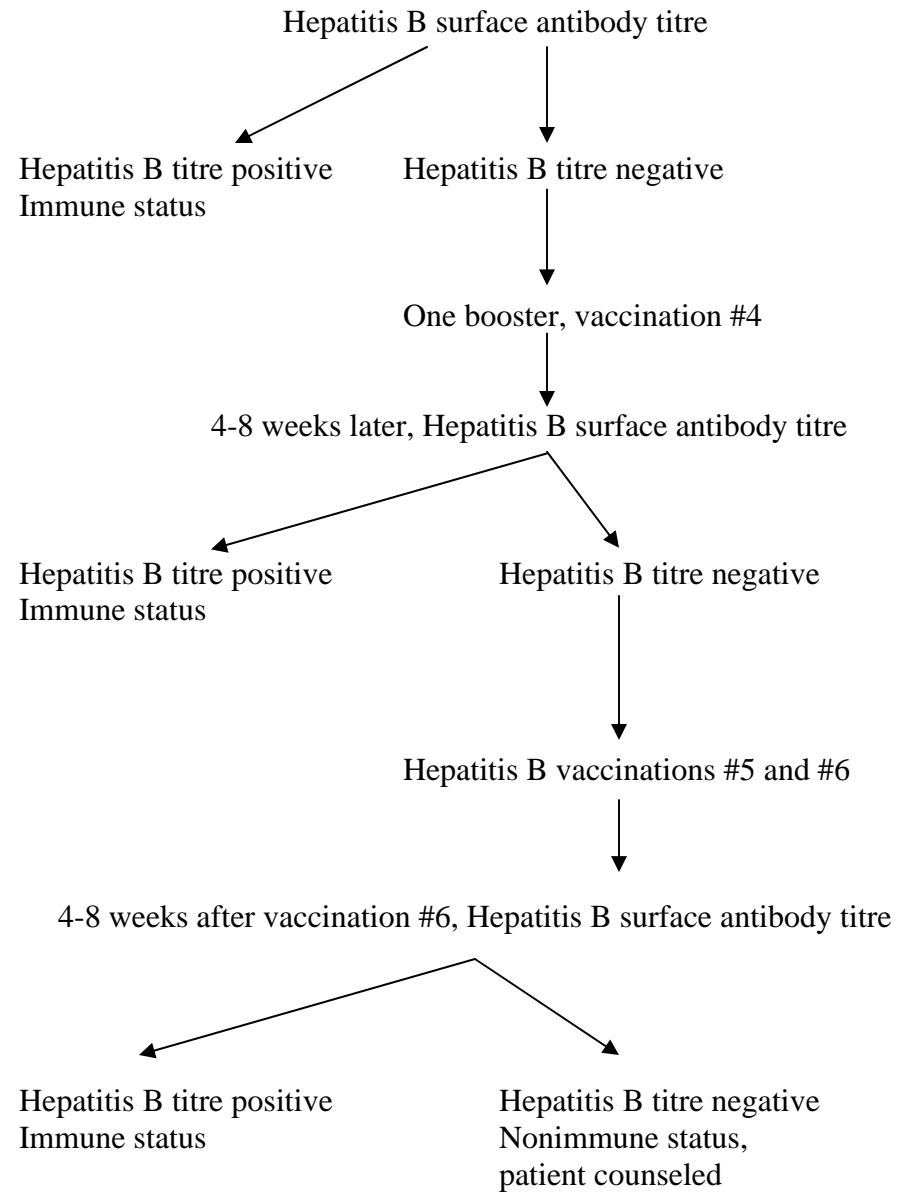 Hepatitis B surface antibody titre
Hepatitis B titre positive
Immune status
Hepatitis B titre negative
One booster, vaccination #4
4-8 weeks later, Hepatitis B surface antibody titre
Hepatitis B titre positive
Immune status
Hepatitis B titre negative
Hepatitis B vaccinations #5 and #6
4-8 weeks after vaccination #6, Hepatitis B surface antibody titre
Hepatitis B titre positive
Immune status
Hepatitis B titre negative
Nonimmune status,
patient counseled